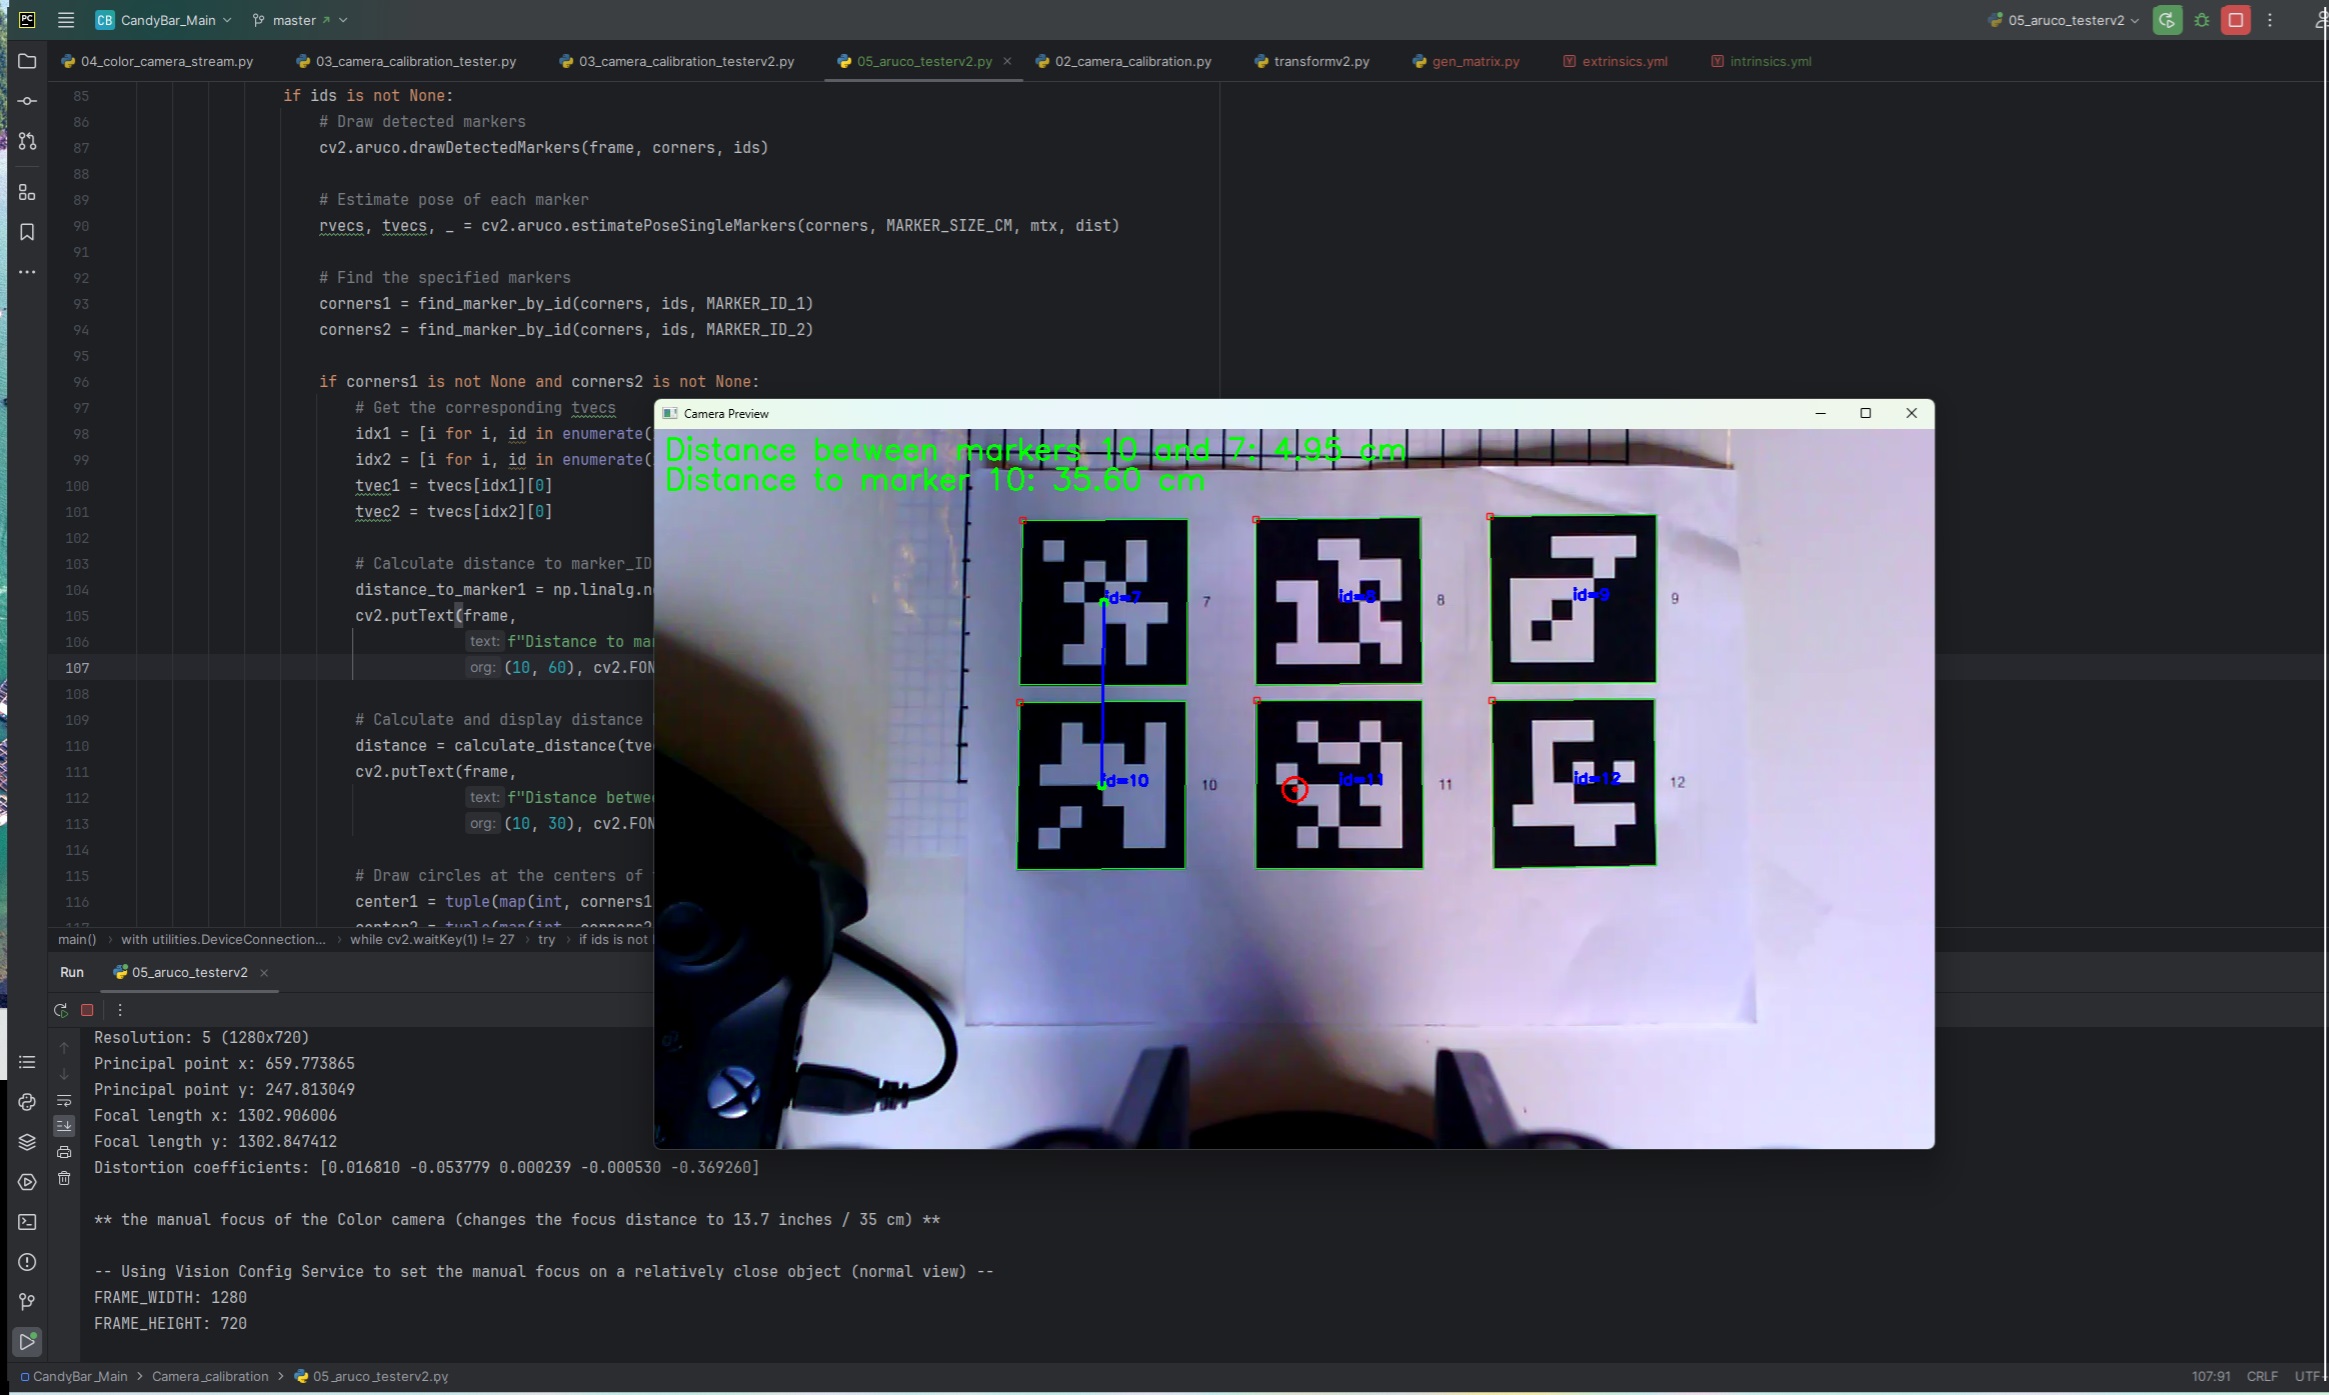 PC
CB CandyBar_Main
master
05_aruco_testerv2
04_color_camera_stream.py
03_camera_calibration_tester.py
03_camera_calibration_testerv2.py
05_aruco_testerv2.py
02_camera_calibration.py
transformv2.py
gen_matrix.py
extrinsics.yml
intrinsics.yml
85 if ids is not None:
86 # Draw detected markers
87 cv2.aruco.drawDetectedMarkers(frame, corners, ids)
88
89 # Estimate pose of each marker
90 rvecs, tvecs, _ = cv2.aruco.estimatePoseSingleMarkers(corners, MARKER_SIZE_CM, mtx, dist)
91
92 # Find the specified markers
93 corners1 = find_marker_by_id(corners, ids, MARKER_ID_1)
94 corners2 = find_marker_by_id(corners, ids, MARKER_ID_2)
95
96 if corners1 is not None and corners2 is not None:
97 # Get the corresponding tvecs
98 idx1 = [i for i, id in enumerate(
99 idx2 = [i for i, id in enumerate(
100 tvec1 = tvecs[idx1][0]
101 tvec2 = tvecs[idx2][0]
102
103 # Calculate distance to marker_ID
104 distance_to_marker1 = np.linalg.n
105 cv2.putText(frame,
106 text: f"Distance to ma
107 org: (10, 60), cv2.FON
108
109 # Calculate and display distance
110 distance = calculate_distance(tve
111 cv2.putText(frame,
112 text: f"Distance betwe
113 org: (10, 30), cv2.FON
114
115 # Draw circles at the centers of
116 center1 = tuple(map(int, corners1
117 center2 = tuple(map(int, corners2
Camera Preview
Distance between markers 10 and 7: 4.95 cm
Distance to marker 10: 35.60 cm
id=7 7 id=8 8 id=9 9
id=10 10 id=11 11 id=12 12
main() › with utilities.DeviceConnection... › while cv2.waitKey(1) != 27 › try › if ids is not
Run 05_aruco_testerv2
Resolution: 5 (1280x720)
Principal point x: 659.773865
Principal point y: 247.813049
Focal length x: 1302.906006
Focal length y: 1302.847412
Distortion coefficients: [0.016810 -0.053779 0.000239 -0.000530 -0.369260]
** the manual focus of the Color camera (changes the focus distance to 13.7 inches / 35 cm) **
-- Using Vision Config Service to set the manual focus on a relatively close object (normal view) --
FRAME_WIDTH: 1280
FRAME_HEIGHT: 720
CandyBar_Main › Camera_calibration › 05_aruco_testerv2.py
107:91 CRLF UTF-